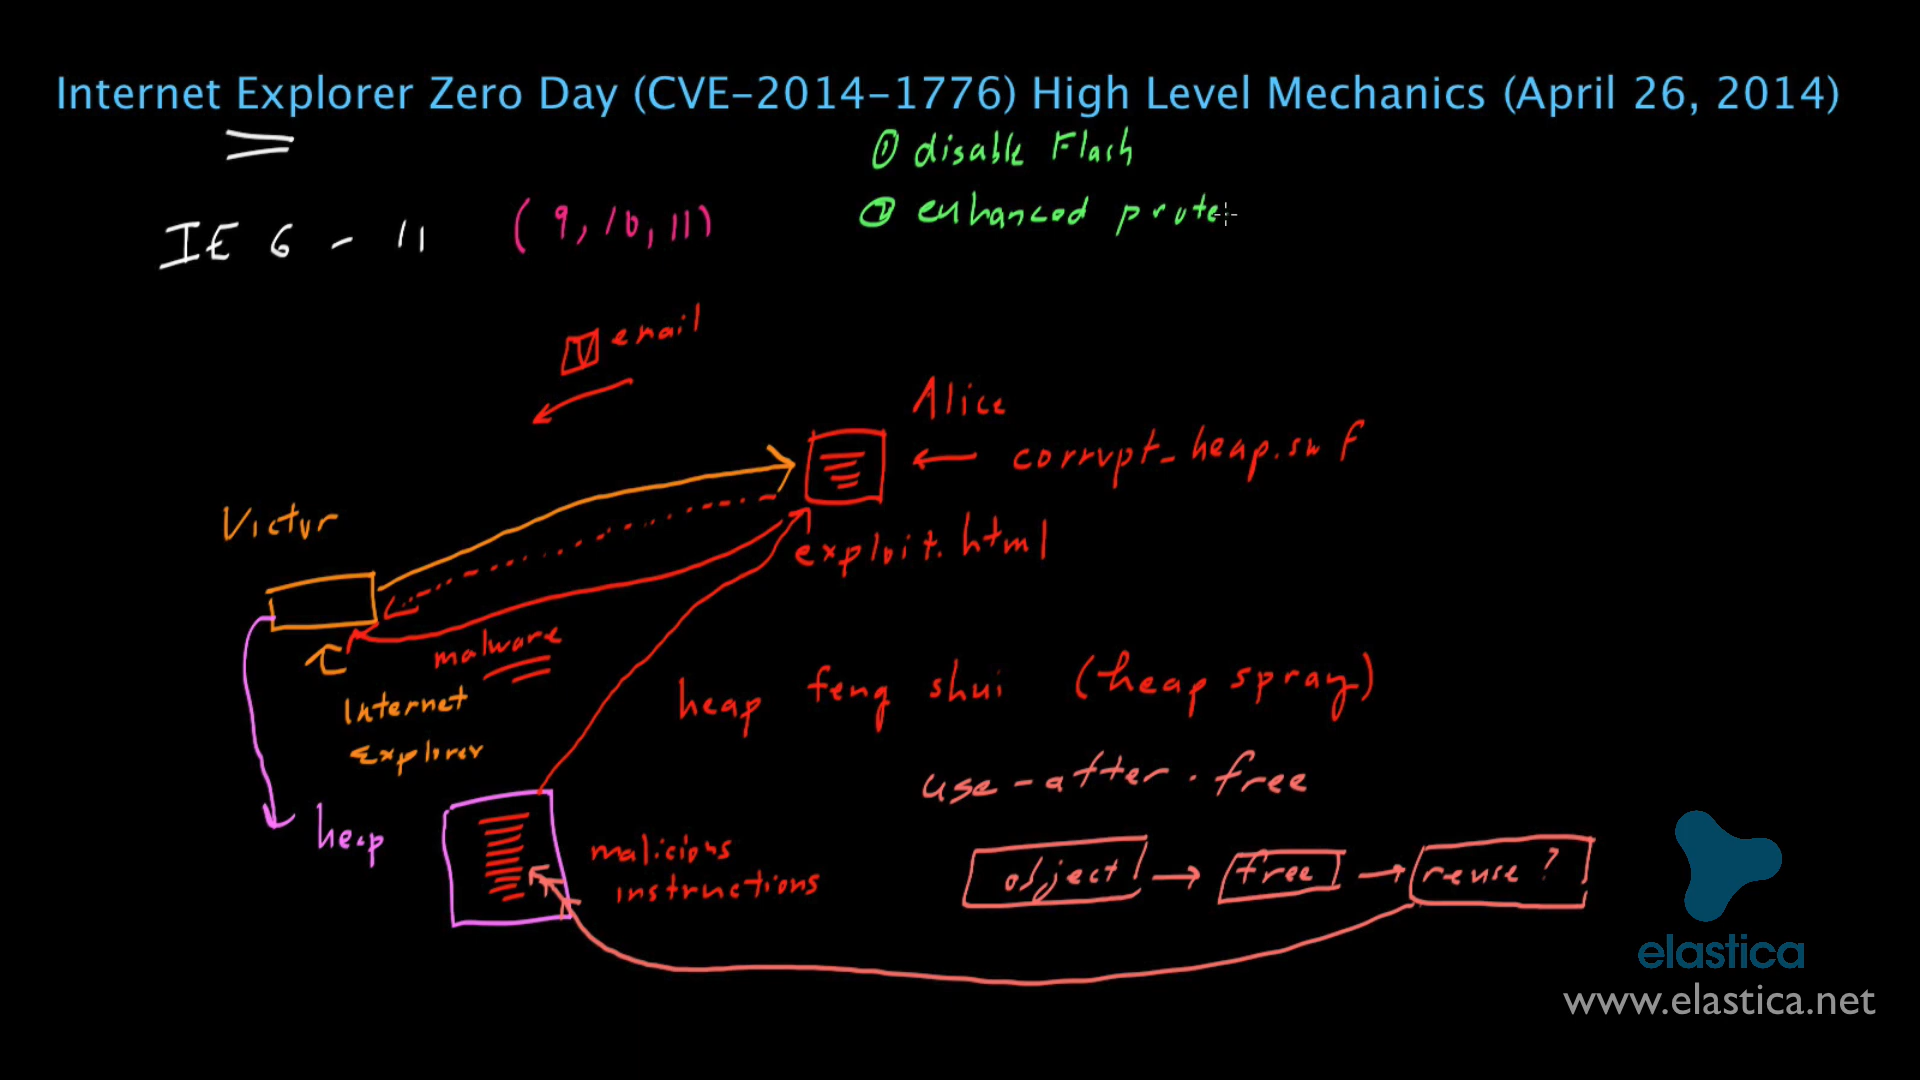 Internet Explorer Zero Day (CVE-2014-1776) High Level Mechanics (April 26, 2014)
① disable Flash
② enhanced prote
IE 6 - 11 (9, 10, 11)
email
Alice
corrupt_heap.swf
Victor
exploit.html
malware
heap feng shui (heap spray)
Internet
Explorer
use-after-free
heap
malicious
instructions
object
free
reuse?
elastica
www.elastica.net